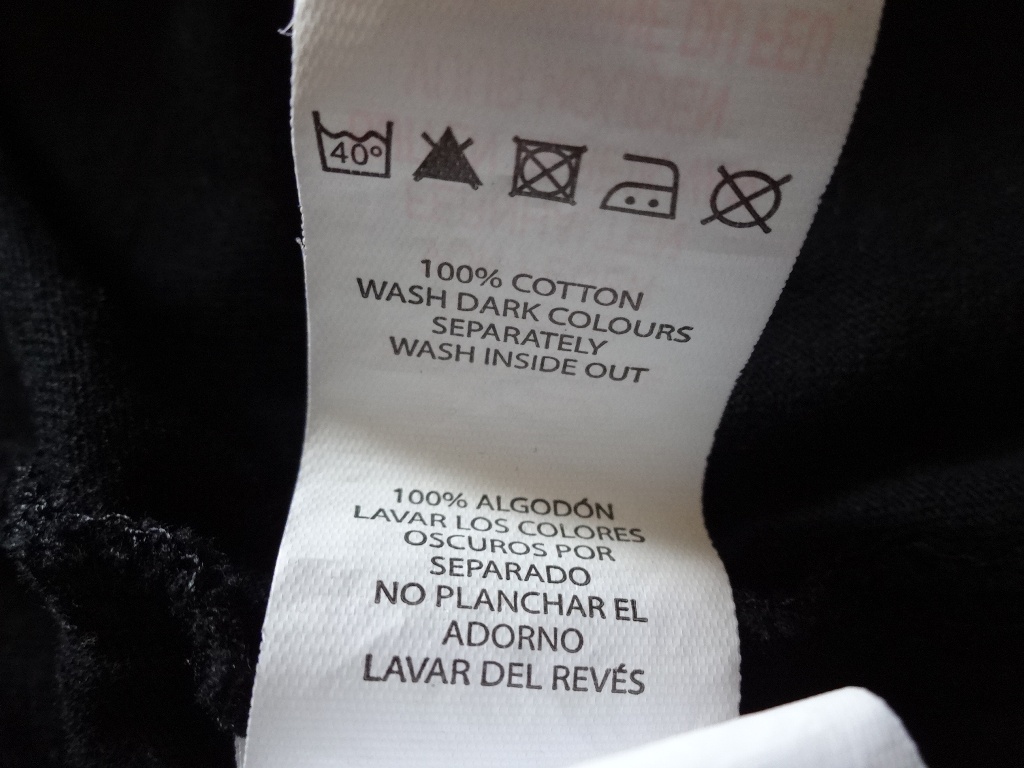 40°
100% COTTON
WASH DARK COLOURS
SEPARATELY
WASH INSIDE OUT
100% ALGODÓN
LAVAR LOS COLORES
OSCUROS POR
SEPARADO
NO PLANCHAR EL
ADORNO
LAVAR DEL REVÉS